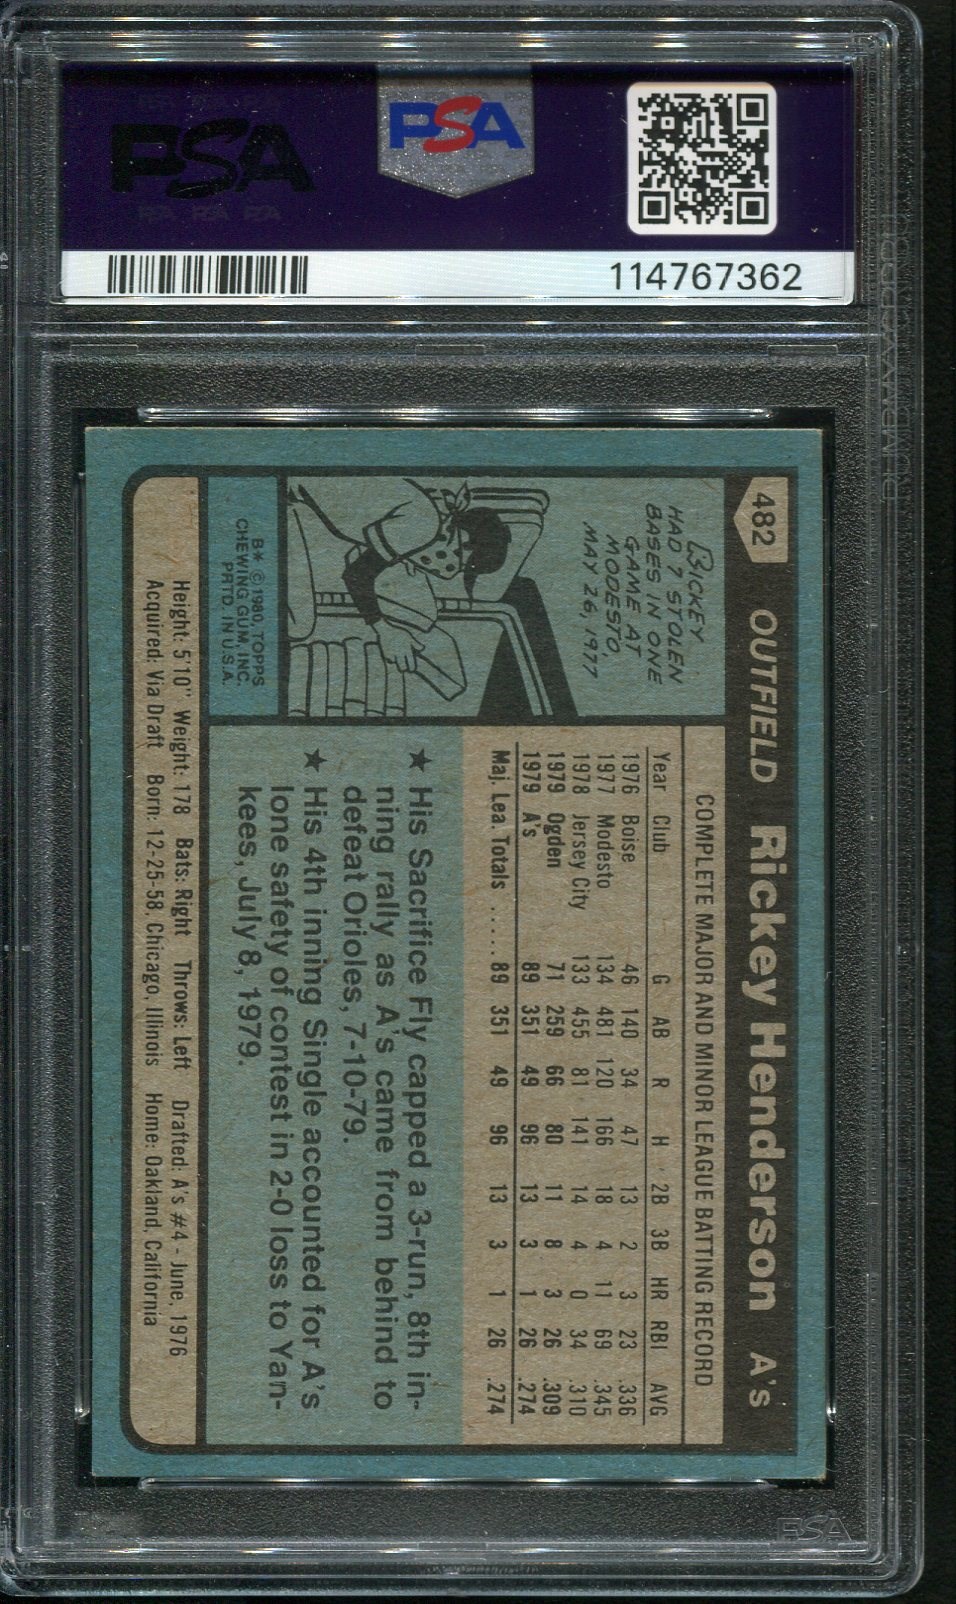 PSA
PSA PSA PSA
PSA
114767362
482 OUTFIELD Rickey Henderson A's
RICKEY
HAD 7 STOLEN
BASES IN ONE
GAME AT
MODESTO,
MAY 26, 1977
B* © 1980, TOPPS
CHEWING GUM, INC.
PRTD. IN U.S.A.
COMPLETE MAJOR AND MINOR LEAGUE BATTING RECORD
Year Club G AB R H 2B 3B HR RBI AVG
1976 Boise 46 140 34 47 13 2 3 23 .336
1977 Modesto 134 481 120 166 18 4 11 69 .345
1978 Jersey City 133 455 81 141 14 4 0 34 .310
1979 Ogden 71 259 66 80 11 8 3 26 .309
1979 A's 89 351 49 96 13 3 1 26 .274
Maj. Lea. Totals ..... 89 351 49 96 13 3 1 26 .274
★ His Sacrifice Fly capped a 3-run, 8th in-
ning rally as A's came from behind to
defeat Orioles, 7-10-79.
★ His 4th inning Single accounted for A's
lone safety of contest in 2-0 loss to Yan-
kees, July 8, 1979.
Height: 5'10" Weight: 178 Bats: Right Throws: Left Drafted: A's #4 - June, 1976
Acquired: Via Draft Born: 12-25-58, Chicago, Illinois Home: Oakland, California
PSA